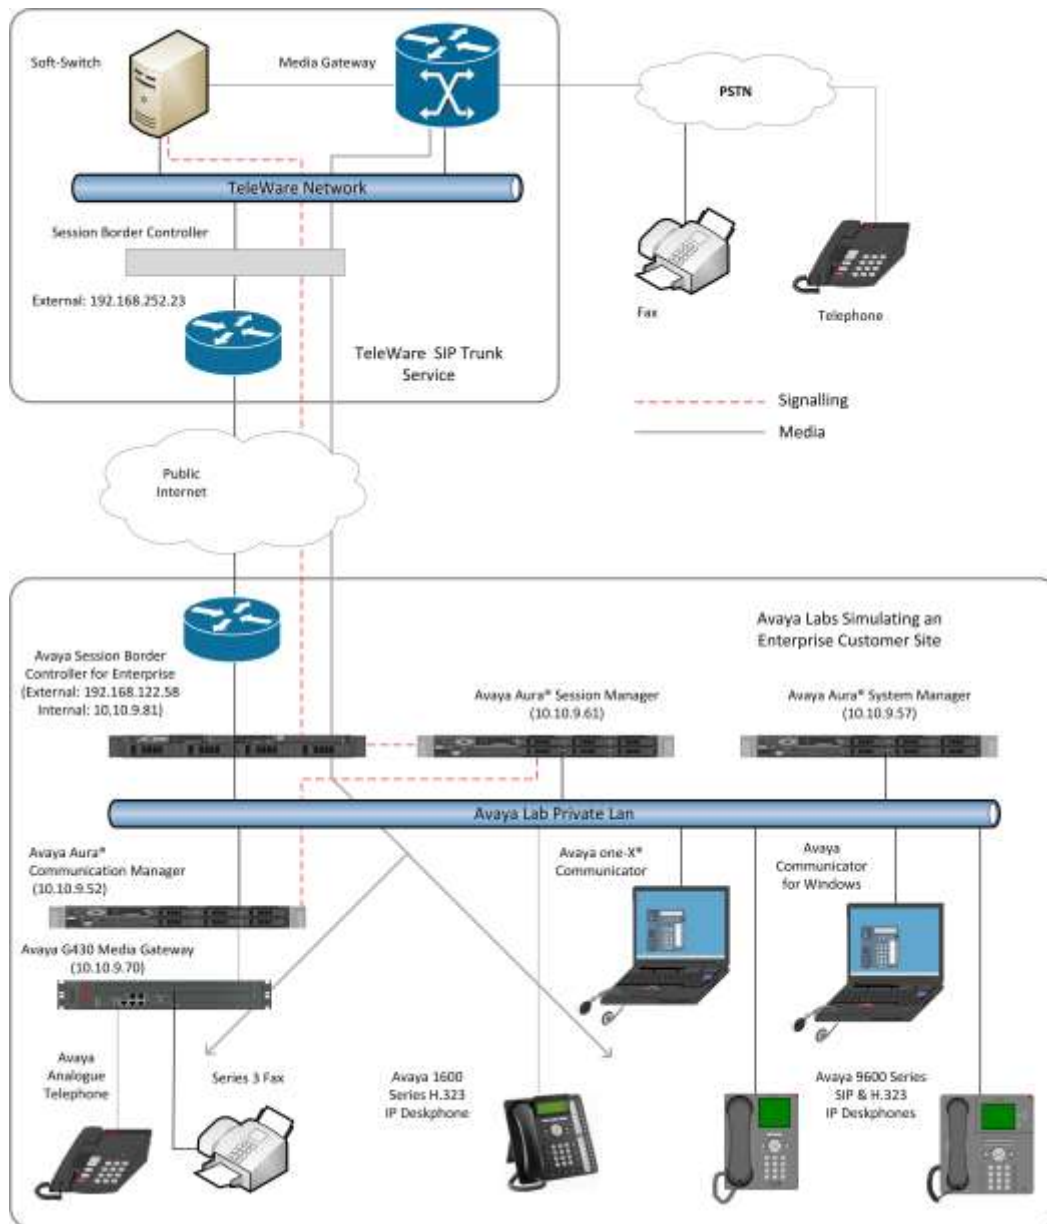 Soft-Switch
Media Gateway
PSTN
TeleWare Network
Session Border Controller
External: 192.168.252.23
Fax
Telephone
TeleWare SIP Trunk
Service
Signalling
Media
Public
Internet
Avaya Labs Simulating an
Enterprise Customer Site
Avaya Session Border
Controller for Enterprise
(External: 192.168.122.58
Internal: 10.10.9.81)
Avaya Aura® Session Manager
(10.10.9.61)
Avaya Aura® System Manager
(10.10.9.57)
Avaya Lab Private Lan
Avaya Aura®
Communication Manager
(10.10.9.52)
Avaya one-X®
Communicator
Avaya
Communicator
for Windows
Avaya G430 Media Gateway
(10.10.9.70)
Avaya
Analogue
Telephone
Series 3 Fax
Avaya 1600
Series H.323
IP Deskphone
Avaya 9600 Series
SIP & H.323
IP Deskphones